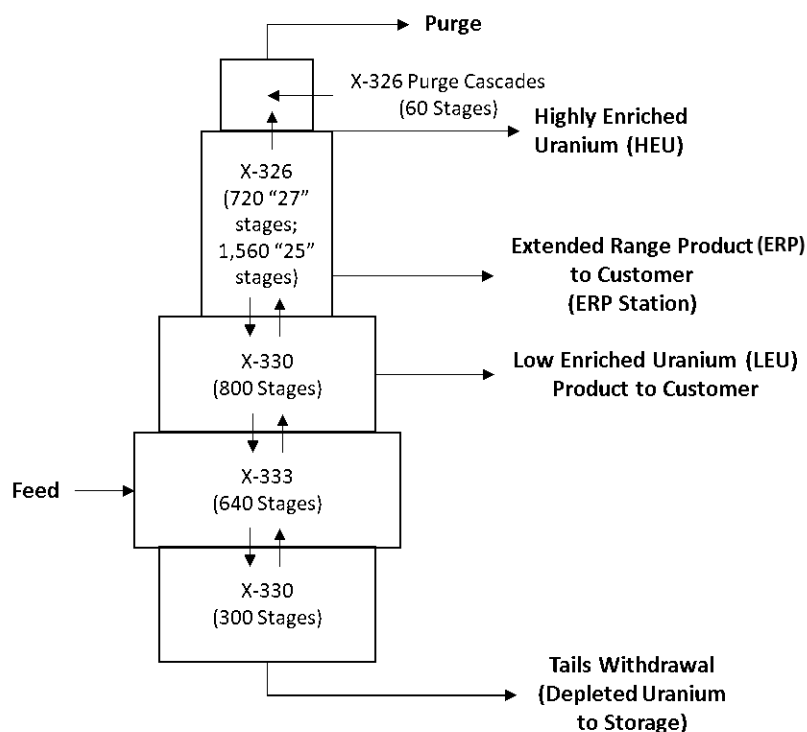 Purge
X-326 Purge Cascades
(60 Stages)
Highly Enriched
Uranium (HEU)
X-326
(720 “27”
stages;
1,560 “25”
stages)
Extended Range Product (ERP)
to Customer
(ERP Station)
X-330
(800 Stages)
Low Enriched Uranium (LEU)
Product to Customer
Feed
X-333
(640 Stages)
X-330
(300 Stages)
Tails Withdrawal
(Depleted Uranium
to Storage)